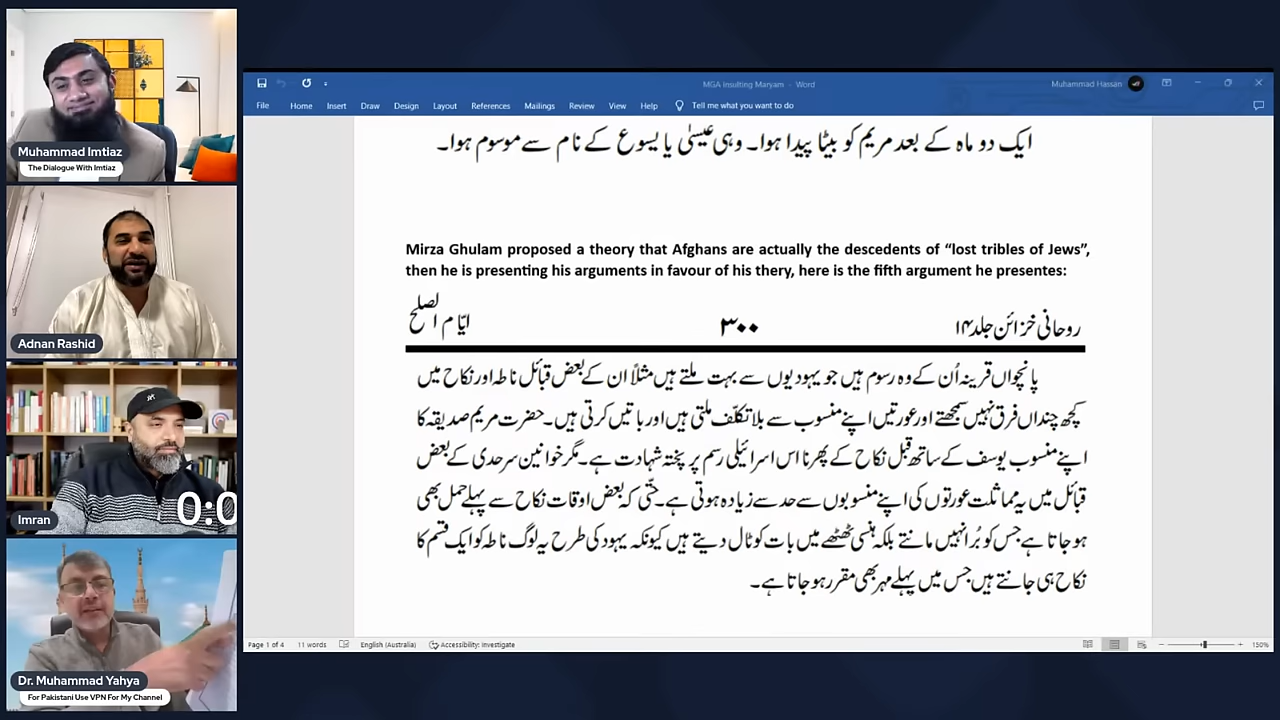 Muhammad Imtiaz
The Dialogue With Imtiaz
Adnan Rashid
Imran
0:0
Dr. Muhammad Yahya
For Pakistani Use VPN For My Channel
MGA Insulting Maryam - Word
Muhammad Hassan
File Home Insert Draw Design Layout References Mailings Review View Help Tell me what you want to do
ایک دو ماہ کے بعد مریم کو بیٹا پیدا ہوا۔ وہی عیسیٰ یا یسوع کے نام سے موسوم ہوا۔
Mirza Ghulam proposed a theory that Afghans are actually the descedents of “lost tribles of Jews”,
then he is presenting his arguments in favour of his thery, here is the fifth argument he presentes:
روحانی خزائن جلد ۱۴ ۳۰۰ ایّام الصلح
پانچواں قرینہ اُن کے وہ رسوم ہیں جو یہودیوں سے بہت ملتے ہیں مثلاً ان کے بعض قبائل ناطہ اور نکاح میں
کچھ چنداں فرق نہیں سمجھتے اور عورتیں اپنے منسوب سے بلا تکلّف ملتی ہیں اور باتیں کرتی ہیں۔ حضرت مریم صدیقہ کا
اپنے منسوب یوسف کے ساتھ قبل نکاح کے پھرنا اس اسرائیلی رسم پر پختہ شہادت ہے۔ مگر خوانین سرحدی کے بعض
قبائل میں یہ مماثلت عورتوں کی اپنے منسوبوں سے حد سے زیادہ ہوتی ہے۔ حتّٰی کہ بعض اوقات نکاح سے پہلے حمل بھی
ہو جاتا ہے جس کو بُرا نہیں مانتے بلکہ ہنسی ٹھٹھے میں بات کو ٹال دیتے ہیں کیونکہ یہود کی طرح یہ لوگ ناطہ کو ایک قسم کا
نکاح ہی جانتے ہیں جس میں پہلے مہر بھی مقرر ہو جاتا ہے۔
Page 1 of 4 11 words English (Australia) Accessibility: Investigate 150%